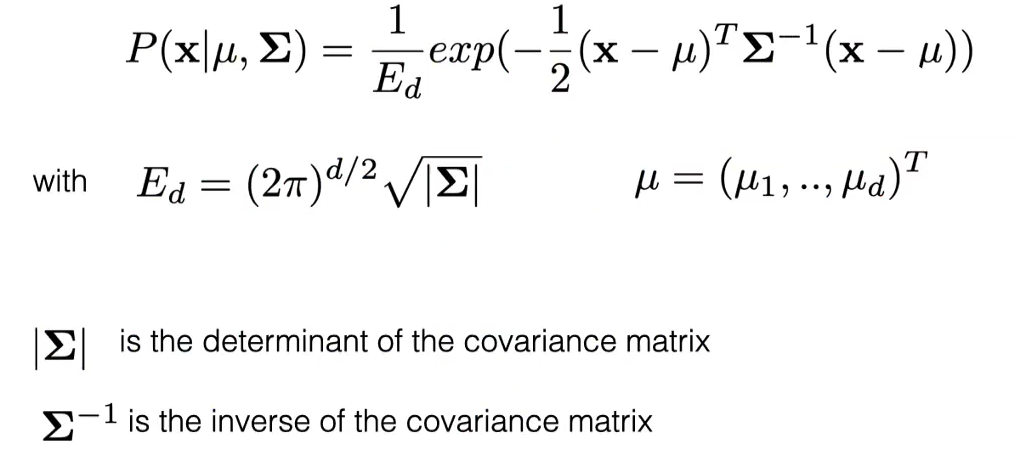 P(x|μ, Σ) = 1/E_d exp(−1/2(x − μ)^T Σ^−1(x − μ))
with E_d = (2π)^d/2 √|Σ| μ = (μ_1, .., μ_d)^T
|Σ| is the determinant of the covariance matrix
Σ^−1 is the inverse of the covariance matrix